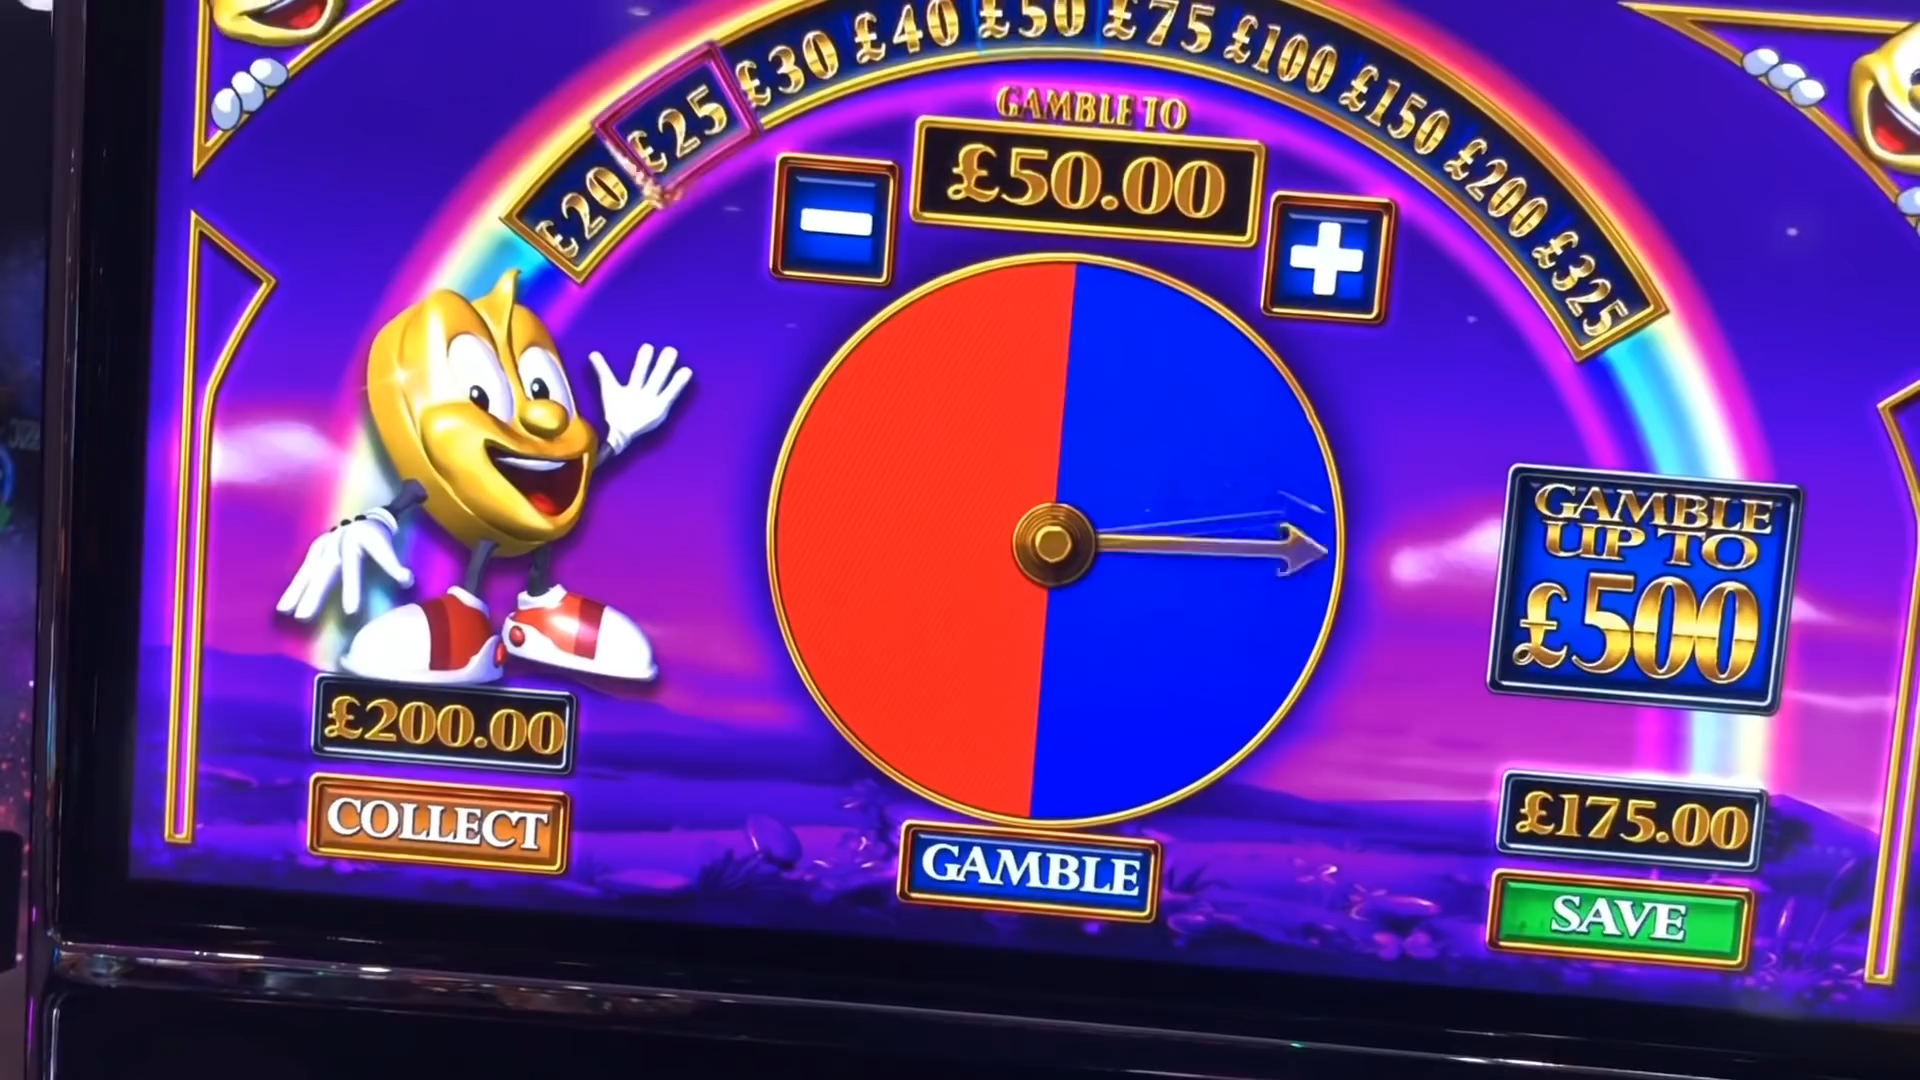 £20 £25 £30 £40 £50 £75 £100 £150 £200 £325
GAMBLE TO
£50.00
GAMBLE
UP TO
£500
£200.00
COLLECT
GAMBLE
£175.00
SAVE